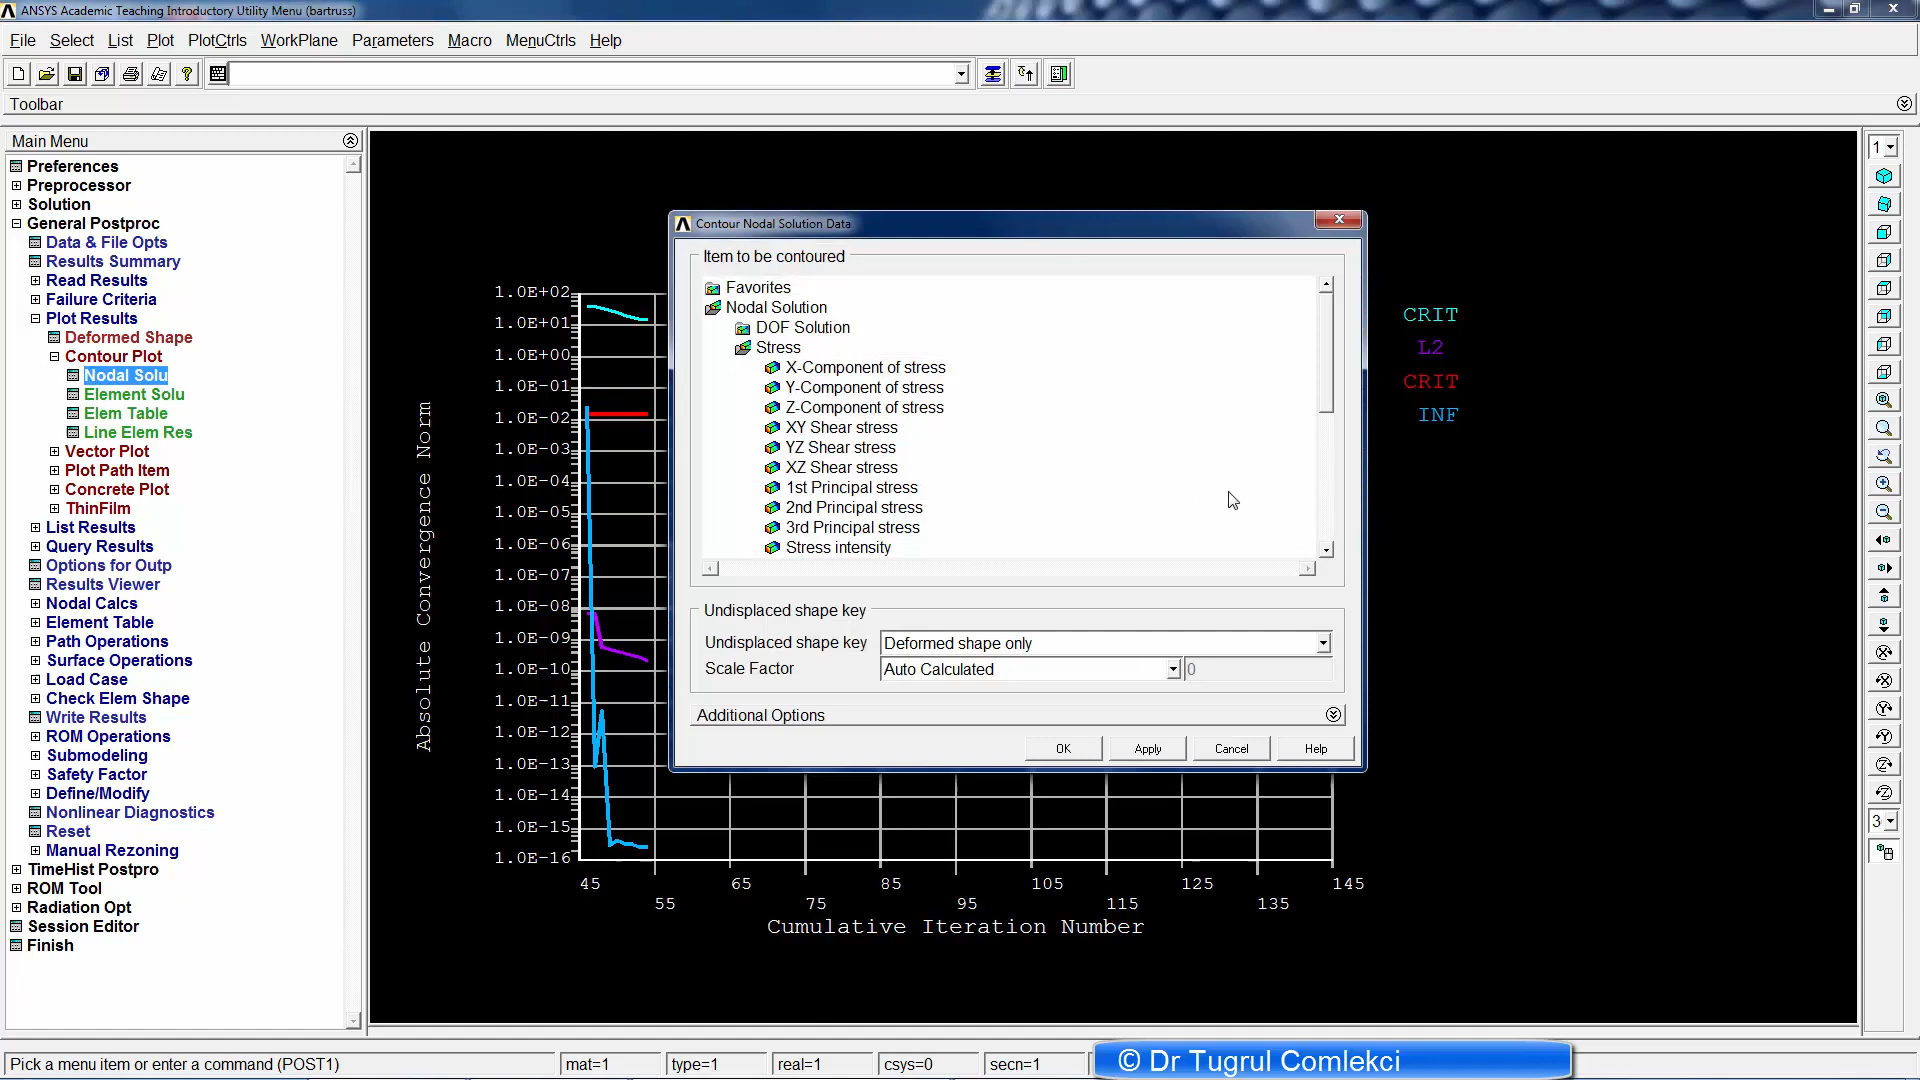 ANSYS Academic Teaching Introductory Utility Menu (bartruss)
File Select List Plot PlotCtrls WorkPlane Parameters Macro MenuCtrls Help
Toolbar
Main Menu
Preferences
Preprocessor
Solution
General Postproc
Data & File Opts
Results Summary
Read Results
Failure Criteria
Plot Results
Deformed Shape
Contour Plot
Nodal Solu
Element Solu
Elem Table
Line Elem Res
Vector Plot
Plot Path Item
Concrete Plot
ThinFilm
List Results
Query Results
Options for Outp
Results Viewer
Nodal Calcs
Element Table
Path Operations
Surface Operations
Load Case
Check Elem Shape
Write Results
ROM Operations
Submodeling
Safety Factor
Define/Modify
Nonlinear Diagnostics
Reset
Manual Rezoning
TimeHist Postpro
ROM Tool
Radiation Opt
Session Editor
Finish
Absolute Convergence Norm
1.0E+02
1.0E+01
1.0E+00
1.0E-01
1.0E-02
1.0E-03
1.0E-04
1.0E-05
1.0E-06
1.0E-07
1.0E-08
1.0E-09
1.0E-10
1.0E-11
1.0E-12
1.0E-13
1.0E-14
1.0E-15
1.0E-16
45 65 85 105 125 145
55 75 95 115 135
Cumulative Iteration Number
CRIT
L2
CRIT
INF
Contour Nodal Solution Data
Item to be contoured
Favorites
Nodal Solution
DOF Solution
Stress
X-Component of stress
Y-Component of stress
Z-Component of stress
XY Shear stress
YZ Shear stress
XZ Shear stress
1st Principal stress
2nd Principal stress
3rd Principal stress
Stress intensity
Undisplaced shape key
Undisplaced shape key Deformed shape only
Scale Factor Auto Calculated 0
Additional Options
OK Apply Cancel Help
1
3
Pick a menu item or enter a command (POST1) mat=1 type=1 real=1 csys=0 secn=1
© Dr Tugrul Comlekci